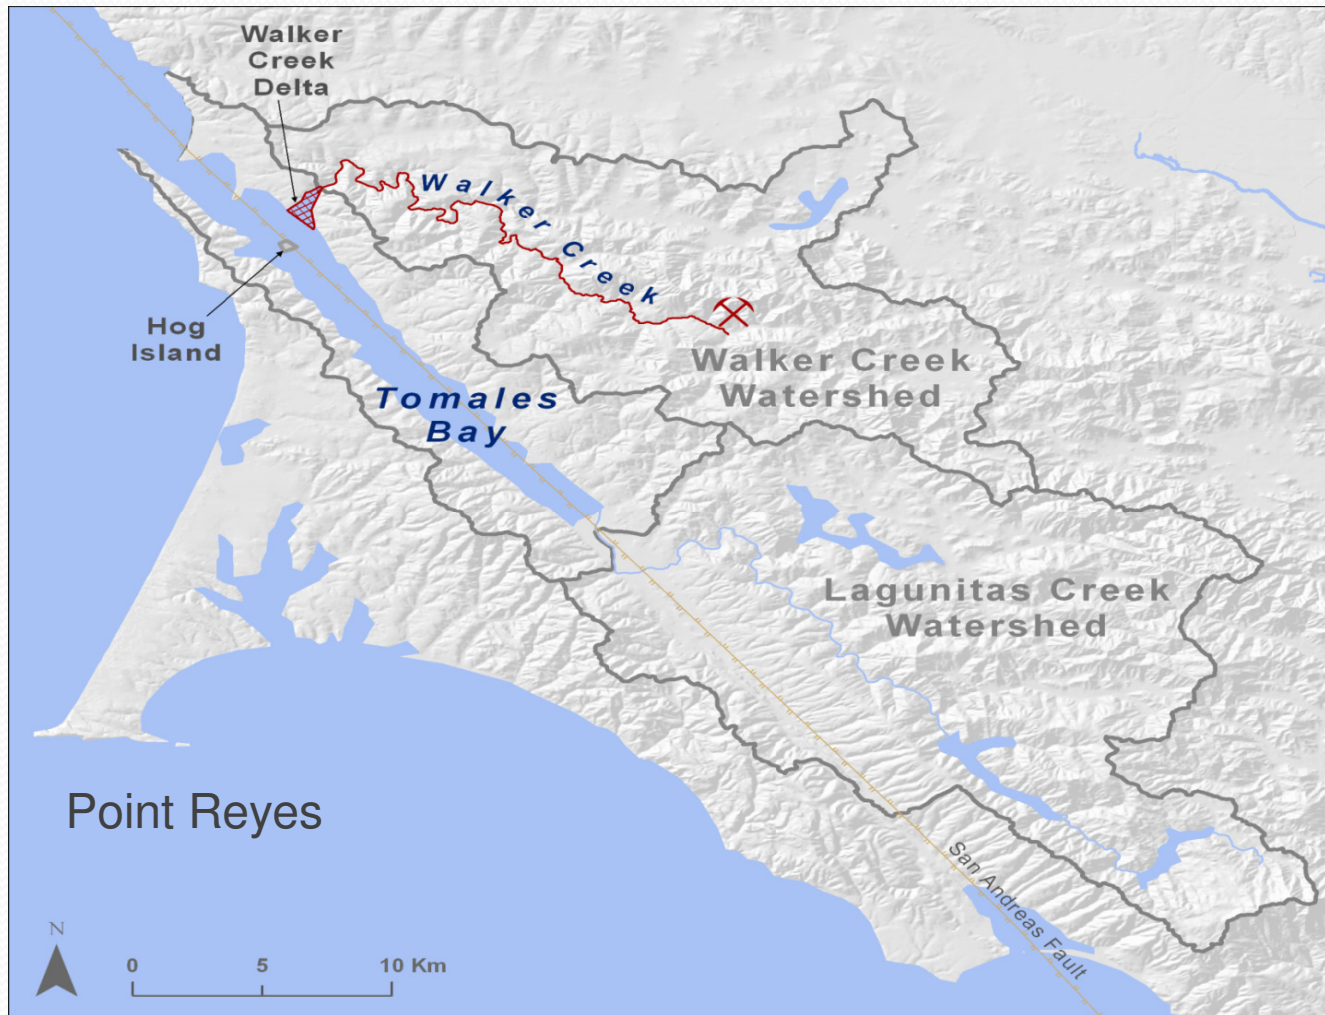 Walker
Creek
Delta
Walker Creek
Hog
Island
Walker Creek
Watershed
Tomales
Bay
Lagunitas Creek
Watershed
Point Reyes
San Andreas Fault
N
0 5 10 Km